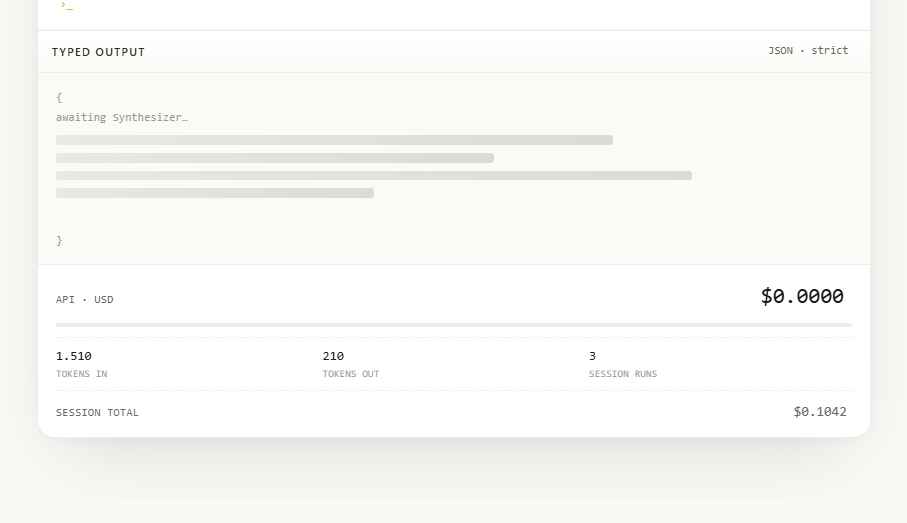 ›_
TYPED OUTPUT JSON · strict
{
awaiting Synthesizer…
}
API · USD $0.0000
1.510 210 3
TOKENS IN TOKENS OUT SESSION RUNS
SESSION TOTAL $0.1042